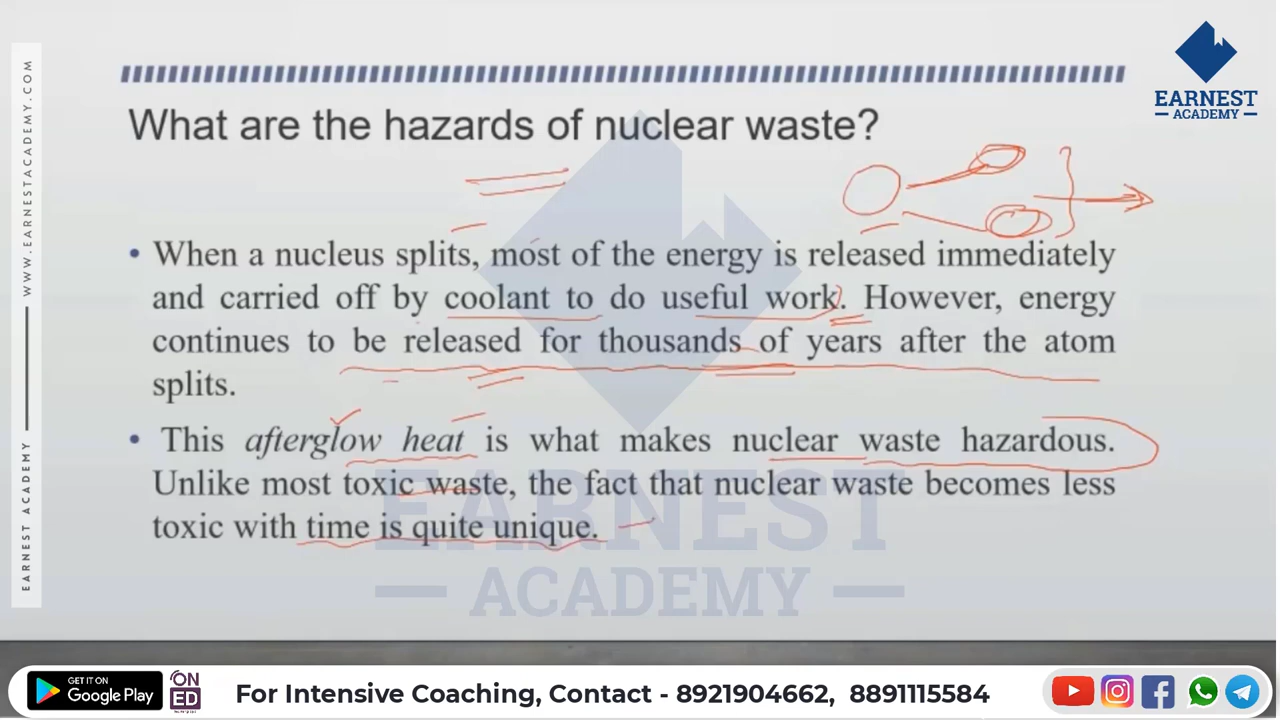 EARNEST
ACADEMY
WWW.EARNESTACADEMY.COM
EARNEST ACADEMY
What are the hazards of nuclear waste?
• When a nucleus splits, most of the energy is released immediately
and carried off by coolant to do useful work. However, energy
continues to be released for thousands of years after the atom
splits.
• This afterglow heat is what makes nuclear waste hazardous.
Unlike most toxic waste, the fact that nuclear waste becomes less
toxic with time is quite unique.
EARNEST
ACADEMY
GET IT ON
Google Play
ON
ED
For Intensive Coaching, Contact - 8921904662, 8891115584